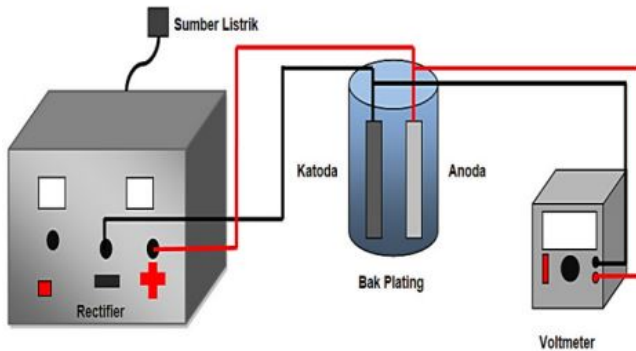 Sumber Listrik
Katoda
Anoda
Bak Plating
Rectifier
Voltmeter